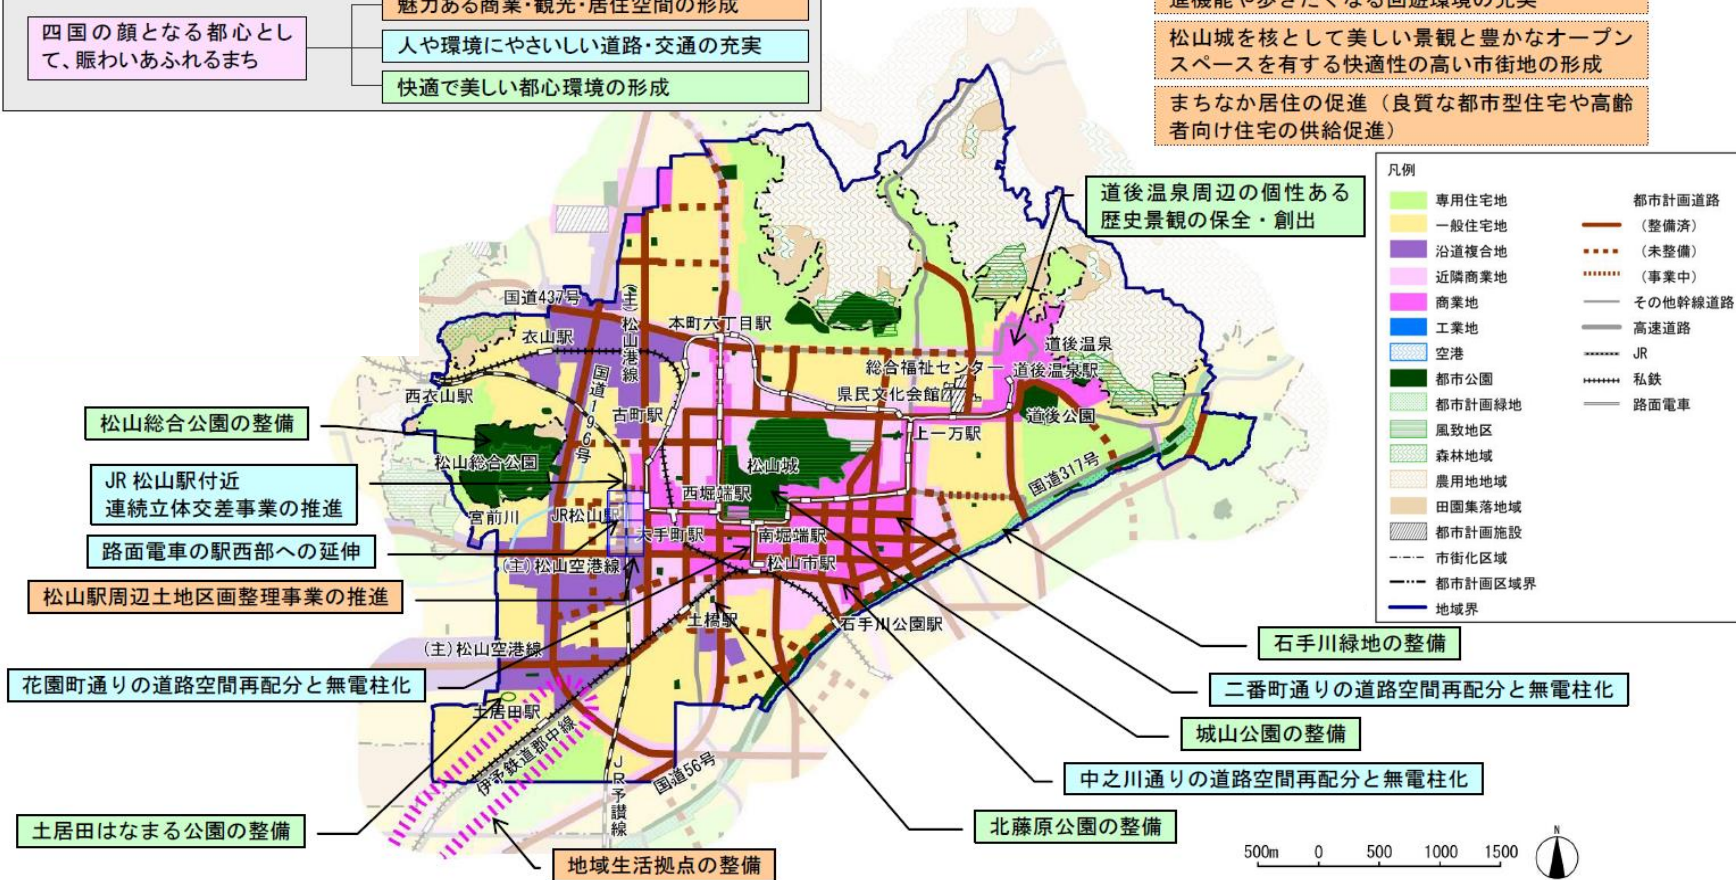 魅力ある商業・観光・居住空間の形成
四国の顔となる都心とし
て、賑わいあふれるまち
人や環境にやさいしい道路・交通の充実
快適で美しい都心環境の形成
進機能や歩きたくなる回遊環境の充実
松山城を核として美しい景観と豊かなオープン
スペースを有する快適性の高い市街地の形成
まちなか居住の促進（良質な都市型住宅や高齢
者向け住宅の供給促進）
道後温泉周辺の個性ある
歴史景観の保全・創出
凡例
専用住宅地
一般住宅地
沿道複合地
近隣商業地
商業地
工業地
空港
都市公園
都市計画緑地
風致地区
森林地域
農用地地域
田園集落地域
都市計画施設
市街化区域
都市計画区域界
地域界
都市計画道路
（整備済）
（未整備）
（事業中）
その他幹線道路
高速道路
JR
私鉄
路面電車
国道437号
(主)松山港線
本町六丁目駅
衣山駅
国道196号
西衣山駅
古町駅
総合福祉センター
道後温泉
道後温泉駅
県民文化会館
道後公園
上一万駅
松山総合公園の整備
松山総合公園
松山城
国道317号
JR 松山駅付近
連続立体交差事業の推進
西堀端駅
宮前川
JR松山駅
大手町駅
南堀端駅
路面電車の駅西部への延伸
(主)松山空港線
松山市駅
松山駅周辺土地区画整理事業の推進
土橋駅
石手川公園駅
(主)松山空港線
石手川緑地の整備
花園町通りの道路空間再配分と無電柱化
二番町通りの道路空間再配分と無電柱化
土居田駅
城山公園の整備
伊予鉄道郡中線
JR予讃線
国道56号
中之川通りの道路空間再配分と無電柱化
土居田はなまる公園の整備
北藤原公園の整備
地域生活拠点の整備
500m 0 500 1000 1500
N